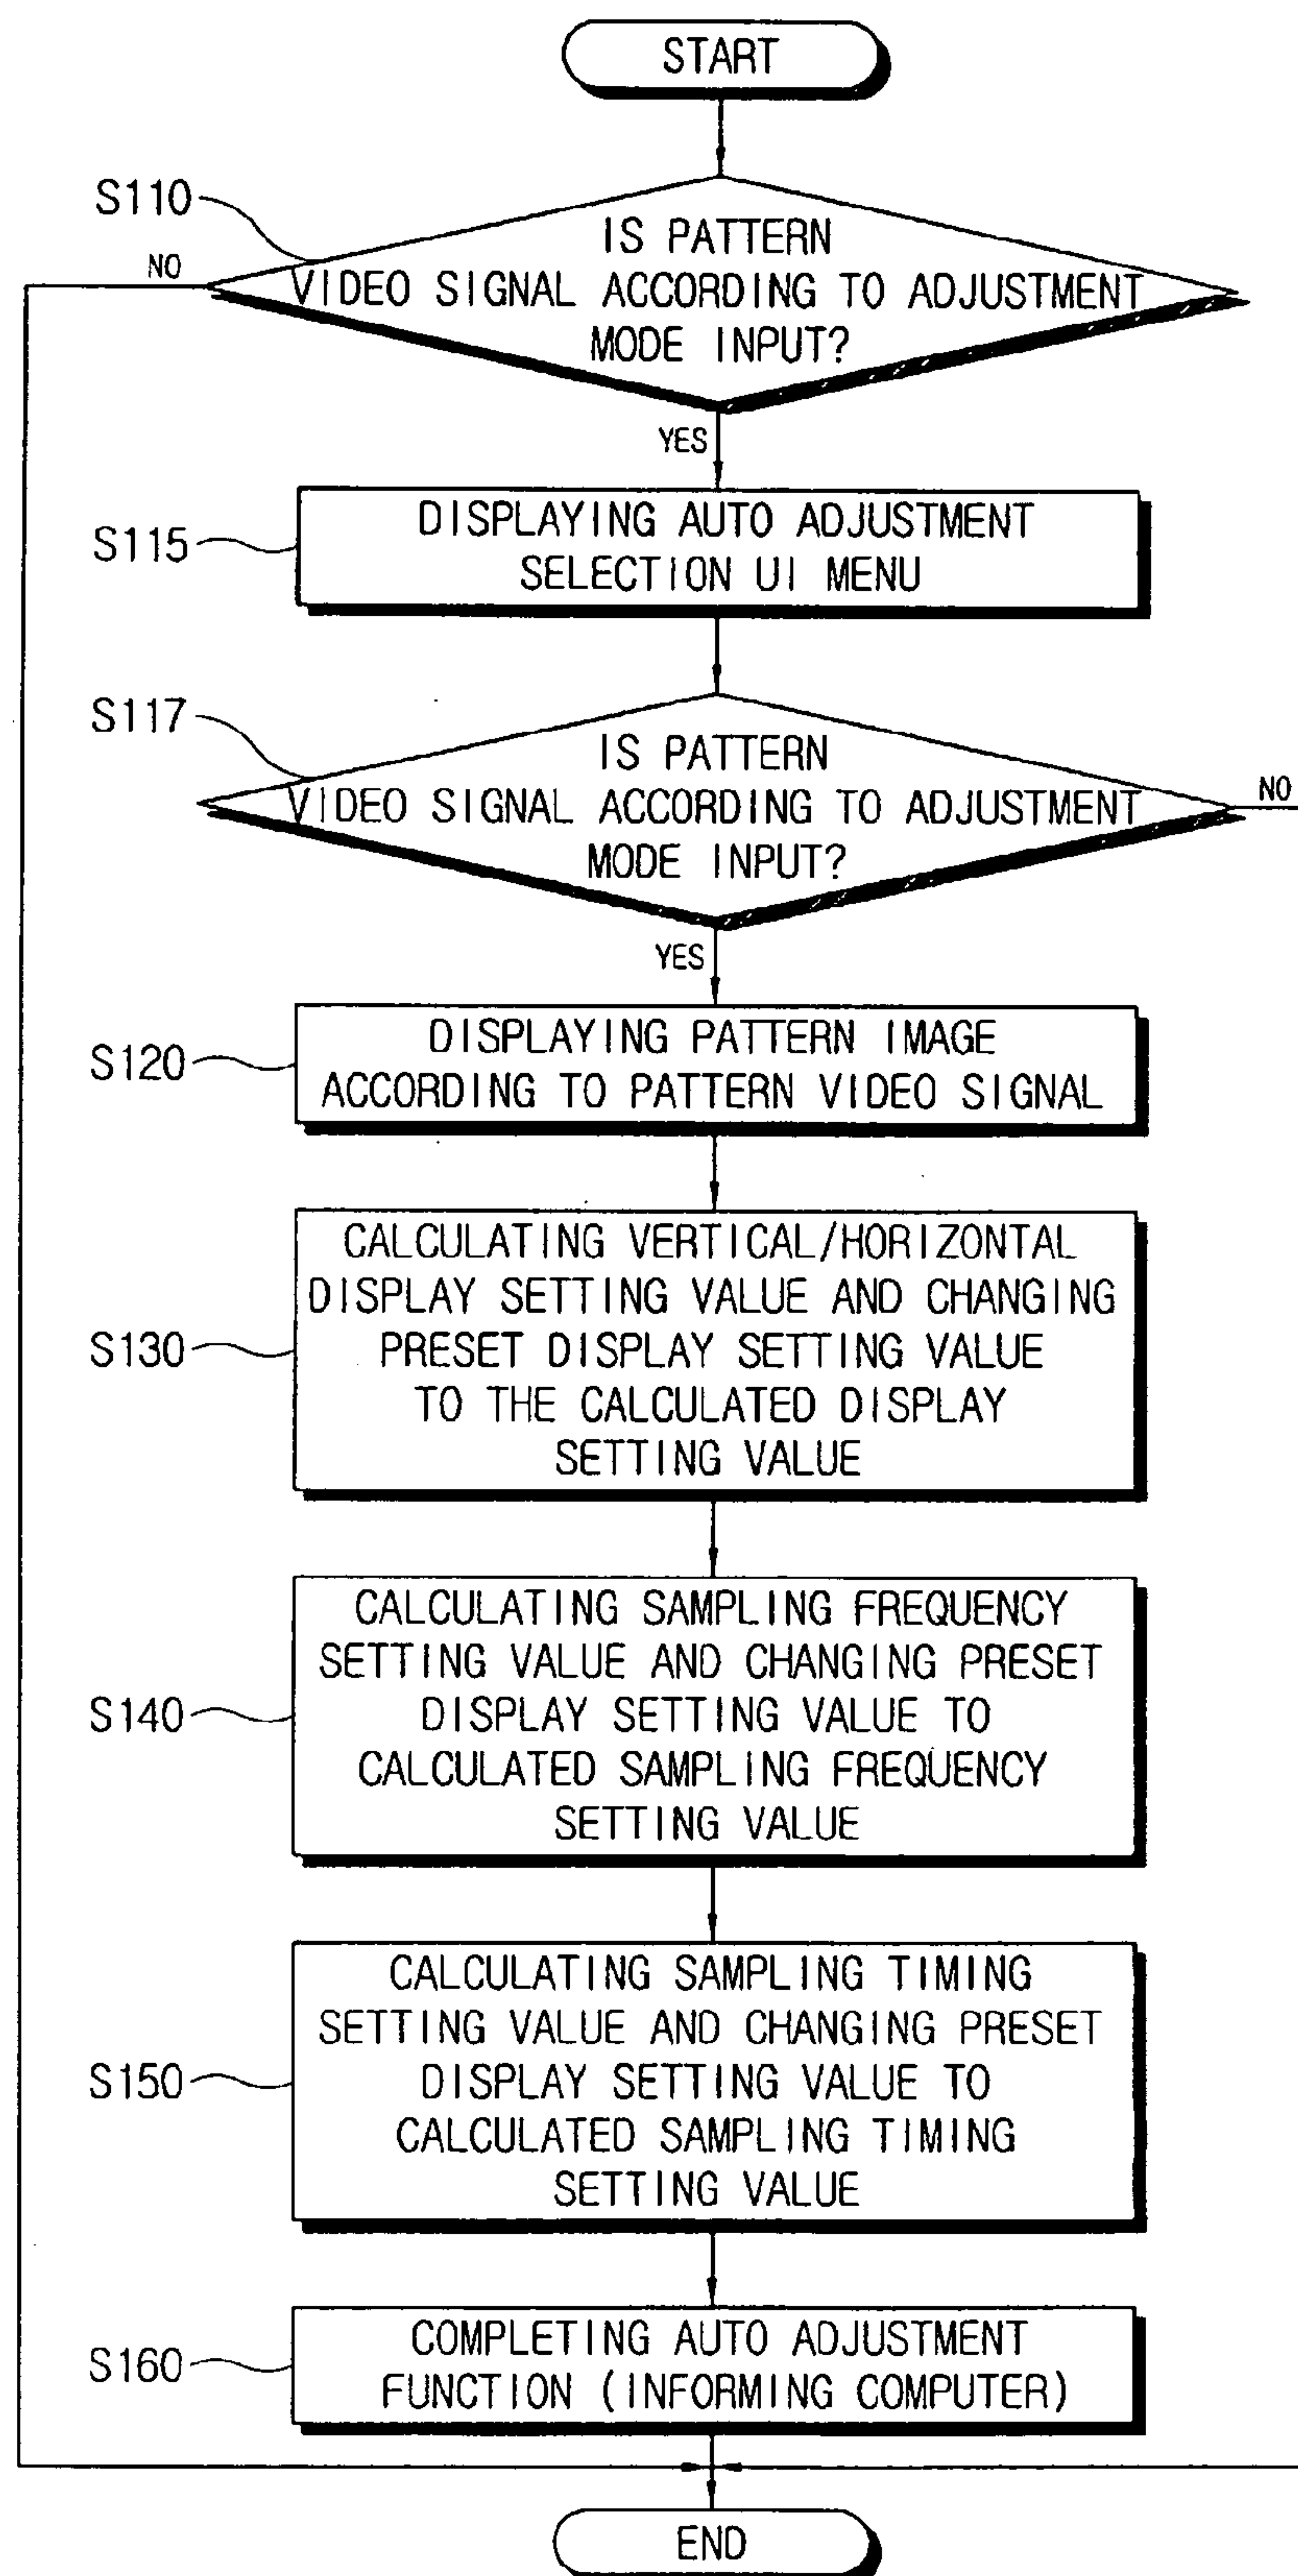 START
S110
NO
IS PATTERN
VIDEO SIGNAL ACCORDING TO ADJUSTMENT
MODE INPUT?
YES
S115
DISPLAYING AUTO ADJUSTMENT
SELECTION UI MENU
S117
IS PATTERN
VIDEO SIGNAL ACCORDING TO ADJUSTMENT
MODE INPUT?
NO
YES
S120
DISPLAYING PATTERN IMAGE
ACCORDING TO PATTERN VIDEO SIGNAL
S130
CALCULATING VERTICAL/HORIZONTAL
DISPLAY SETTING VALUE AND CHANGING
PRESET DISPLAY SETTING VALUE
TO THE CALCULATED DISPLAY
SETTING VALUE
S140
CALCULATING SAMPLING FREQUENCY
SETTING VALUE AND CHANGING PRESET
DISPLAY SETTING VALUE TO
CALCULATED SAMPLING FREQUENCY
SETTING VALUE
S150
CALCULATING SAMPLING TIMING
SETTING VALUE AND CHANGING PRESET
DISPLAY SETTING VALUE TO
CALCULATED SAMPLING TIMING
SETTING VALUE
S160
COMPLETING AUTO ADJUSTMENT
FUNCTION (INFORMING COMPUTER)
END